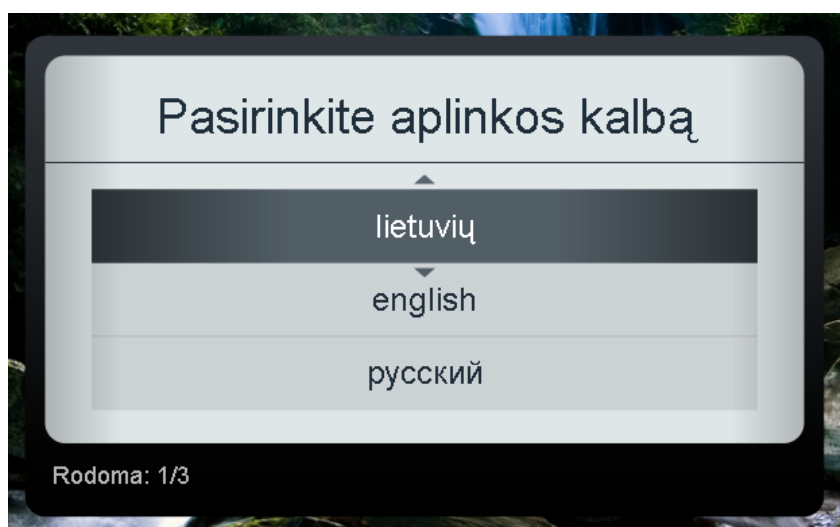 Pasirinkite aplinkos kalbą
lietuvių
english
русский
Rodoma: 1/3